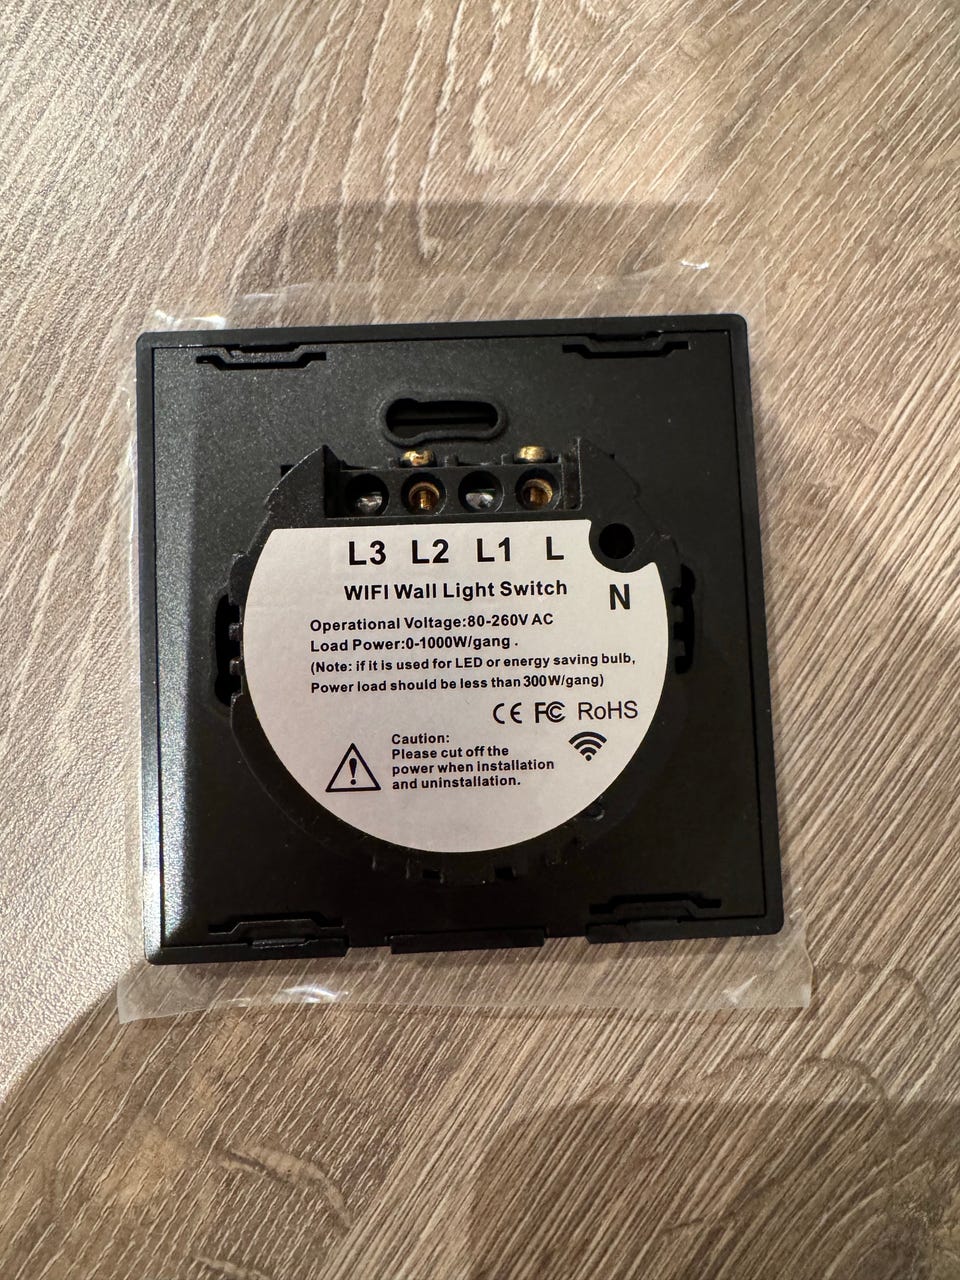 L3 L2 L1 L
N
WIFI Wall Light Switch
Operational Voltage:80-260V AC
Load Power:0-1000W/gang .
(Note: if it is used for LED or energy saving bulb,
Power load should be less than 300W/gang)
CE FC RoHS
Caution:
Please cut off the
power when installation
and uninstallation.